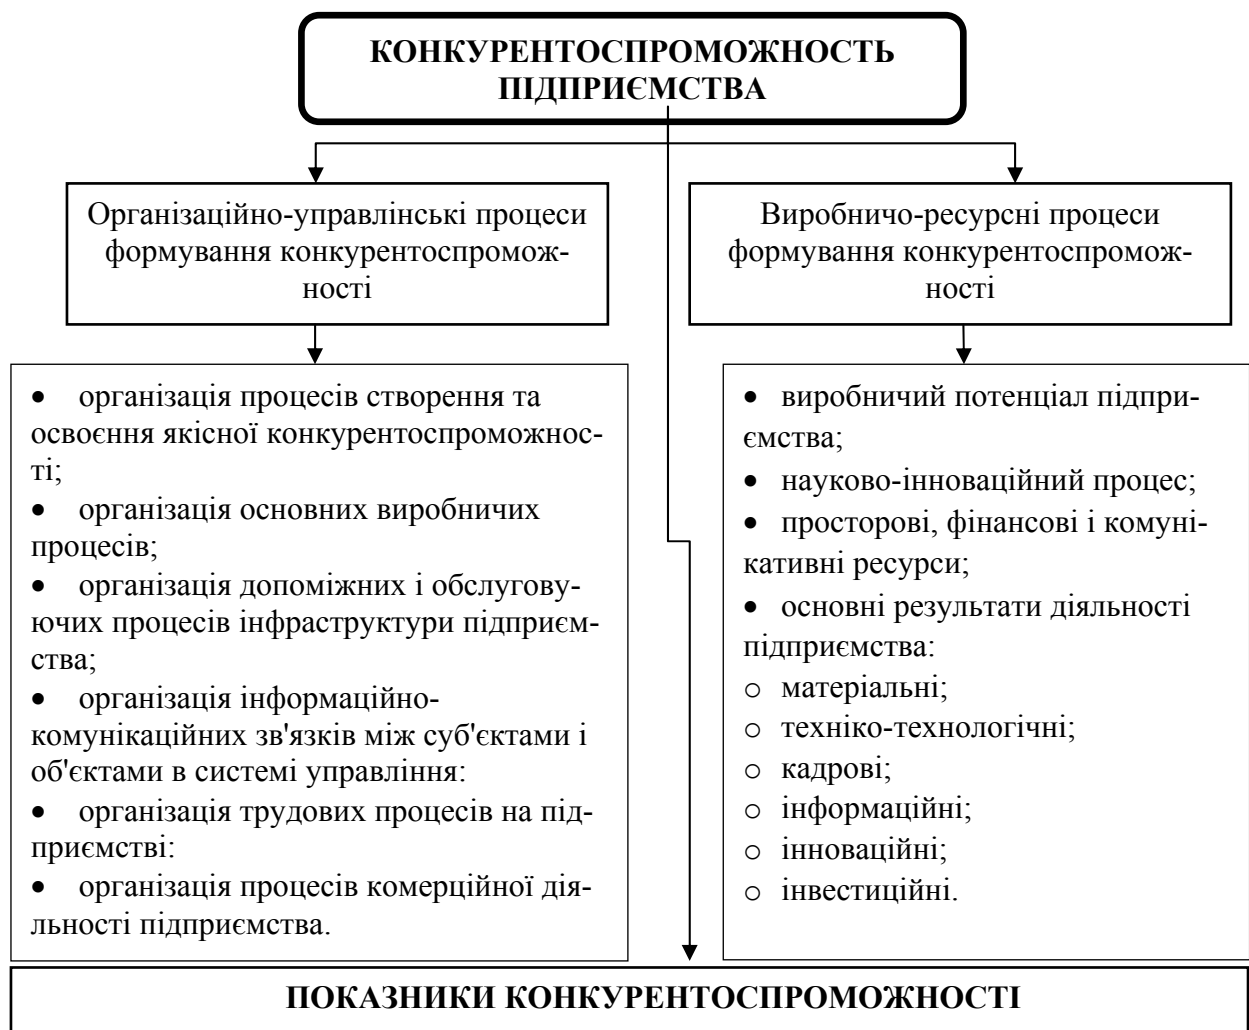 КОНКУРЕНТОСПРОМОЖНОСТЬ
ПІДПРИЄМСТВА
Організаційно-управлінські процеси
формування конкурентоспромож-
ності
Виробничо-ресурсні процеси
формування конкурентоспромож-
ності
• організація процесів створення та
освоєння якісної конкурентоспроможнос-
ті;
• організація основних виробничих
процесів;
• організація допоміжних і обслугову-
ючих процесів інфраструктури підприєм-
ства;
• організація інформаційно-
комунікаційних зв'язків між суб'єктами і
об'єктами в системі управління:
• організація трудових процесів на під-
приємстві:
• організація процесів комерційної дія-
льності підприємства.
• виробничий потенціал підпри-
ємства;
• науково-інноваційний процес;
• просторові, фінансові і комуні-
кативні ресурси;
• основні результати діяльності
підприємства:
o матеріальні;
o техніко-технологічні;
o кадрові;
o інформаційні;
o інноваційні;
o інвестиційні.
ПОКАЗНИКИ КОНКУРЕНТОСПРОМОЖНОСТІ